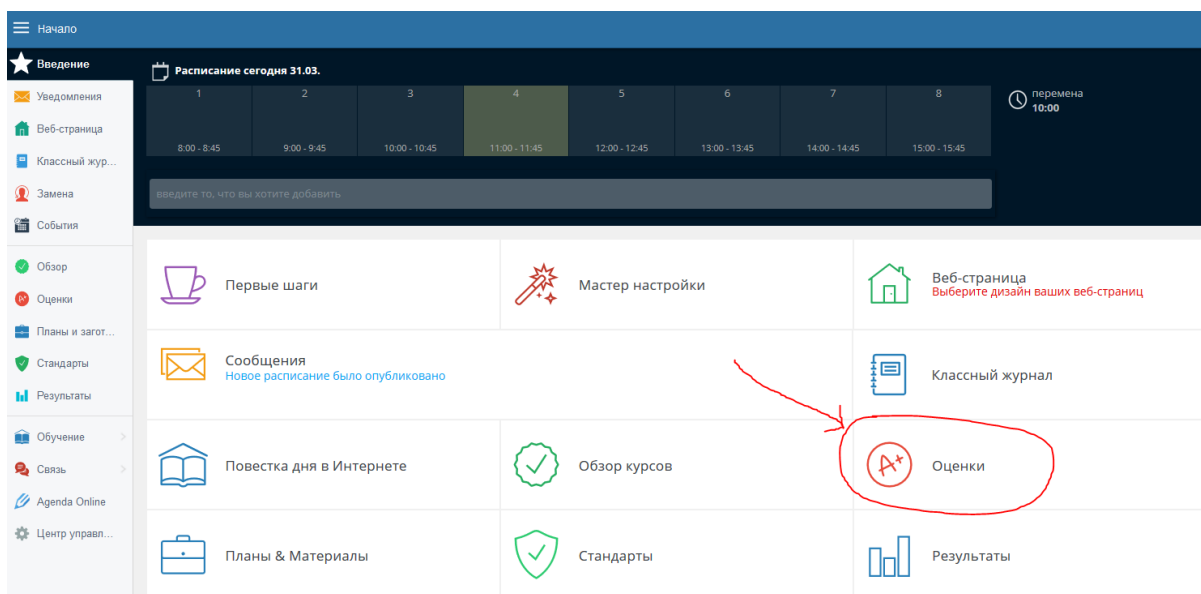 Начало
Введение
Уведомления
Веб-страница
Классный жур...
Замена
События
Обзор
Оценки
Планы и загот...
Стандарты
Результаты
Обучение
Связь
Agenda Online
Центр управл...
Расписание сегодня 31.03.
1 2 3 4 5 6 7 8
8:00 - 8:45 9:00 - 9:45 10:00 - 10:45 11:00 - 11:45 12:00 - 12:45 13:00 - 13:45 14:00 - 14:45 15:00 - 15:45
перемена
10:00
введите то, что вы хотите добавить
Первые шаги
Мастер настройки
Веб-страница
Выберите дизайн ваших веб-страниц
Сообщения
Новое расписание было опубликовано
Классный журнал
Повестка дня в Интернете
Обзор курсов
A+
Оценки
Планы & Материалы
Стандарты
Результаты